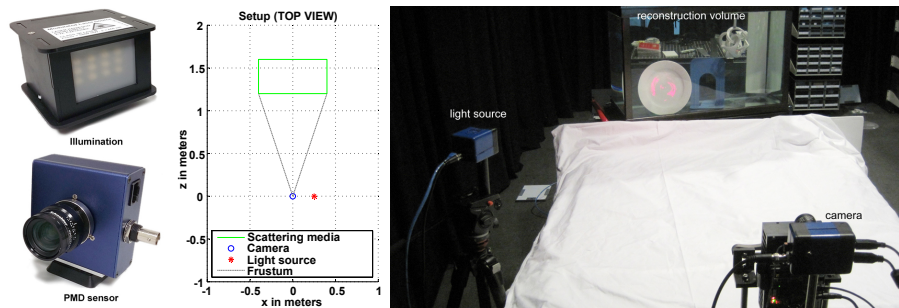 Illumination
PMD sensor
Setup (TOP VIEW)
z in meters
2
1.5
1
0.5
0
-0.5
-1
Scattering media
Camera
Light source
Frustum
-1
-0.5
0
0.5
1
x in meters
reconstruction volume
light source
camera